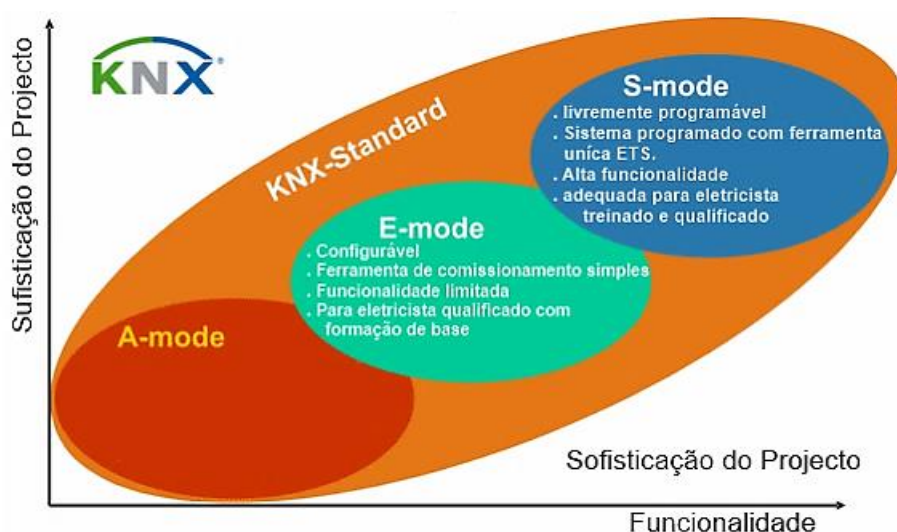 KNX®
Sufisticação do Projecto
KNX-Standard
S-mode
. livremente programável
. Sistema programado com ferramenta
uníca ETS.
. Alta funcionalidade
. adequada para eletricista
treinado e qualificado
E-mode
. Configurável
. Ferramenta de comissionamento simples
. Funcionalidade limitada
. Para eletricista qualificado com
formação de base
A-mode
Sofisticação do Projecto
Funcionalidade